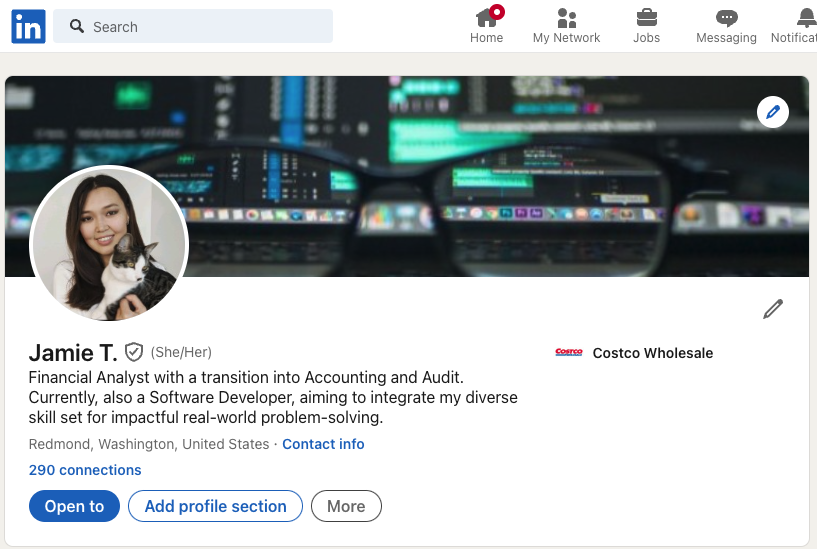 in
Search
Home
My Network
Jobs
Messaging
Notificat
Jamie T. (She/Her)
Costco Wholesale
Financial Analyst with a transition into Accounting and Audit.
Currently, also a Software Developer, aiming to integrate my diverse
skill set for impactful real-world problem-solving.
Redmond, Washington, United States · Contact info
290 connections
Open to
Add profile section
More